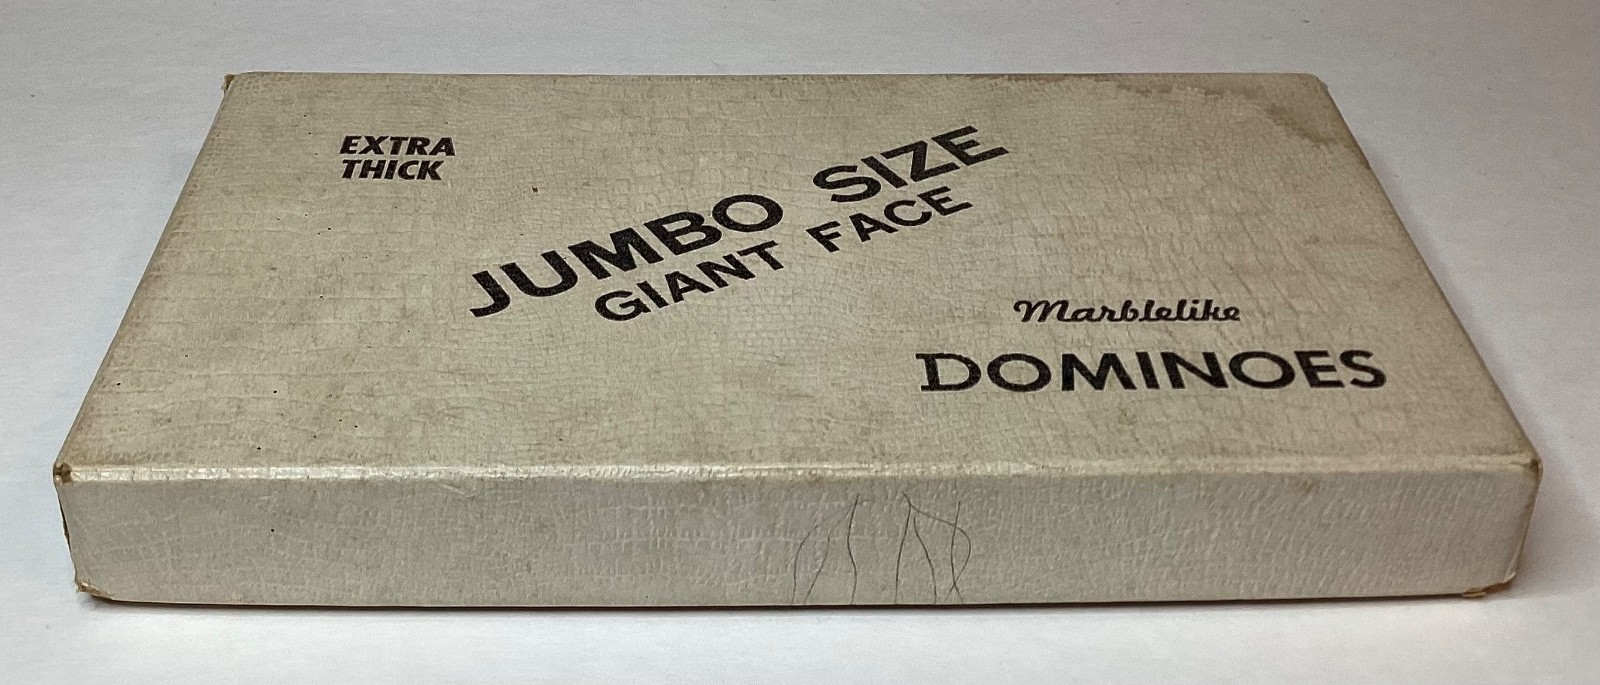 EXTRA
THICK
JUMBO SIZE
GIANT FACE
Marblelike
DOMINOES